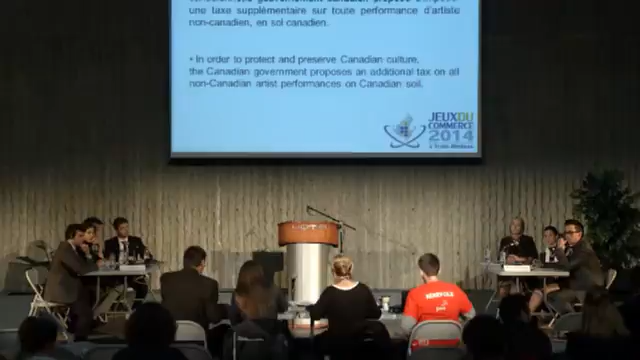 une taxe supplémentaire sur toute performance d'artiste
non-canadien, en sol canadien.
• In order to protect and preserve Canadian culture,
the Canadian government proposes an additional tax on all
non-Canadian artist performances on Canadian soil.
JEUX DU
COMMERCE
2014